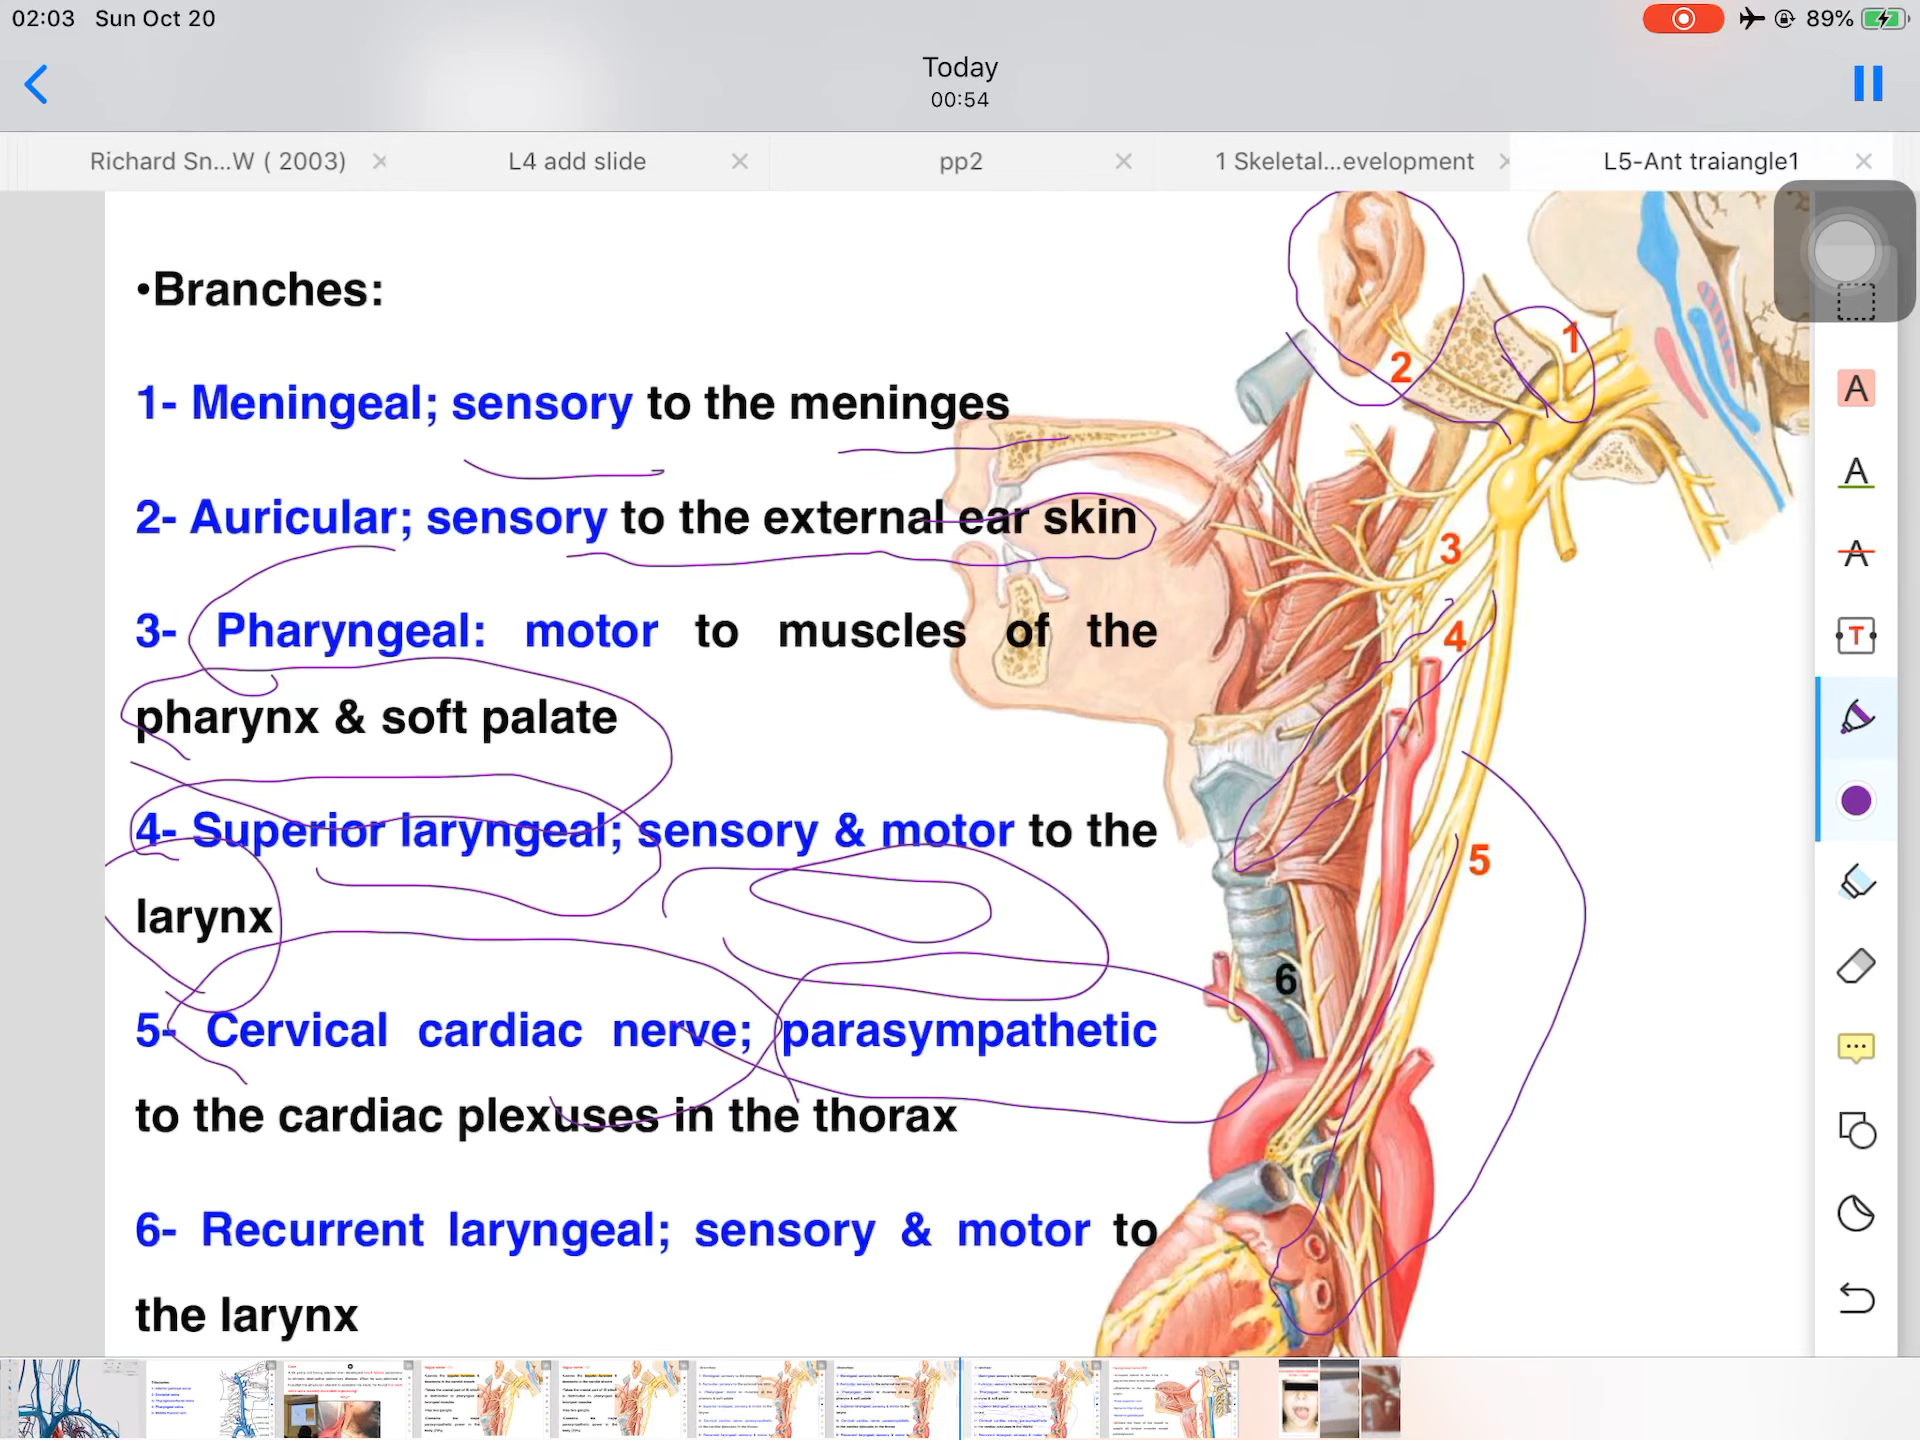 02:03 Sun Oct 20
89%
Today
00:54
Richard Sn...W ( 2003)
L4 add slide
pp2
1 Skeletal...evelopment
L5-Ant traiangle1
•Branches:
1- Meningeal; sensory to the meninges
2- Auricular; sensory to the external ear skin
3- Pharyngeal: motor to muscles of the
pharynx & soft palate
4- Superior laryngeal; sensory & motor to the
larynx
5- Cervical cardiac nerve; parasympathetic
to the cardiac plexuses in the thorax
6- Recurrent laryngeal; sensory & motor to
the larynx
1
2
3
4
5
6
A
A
A
T